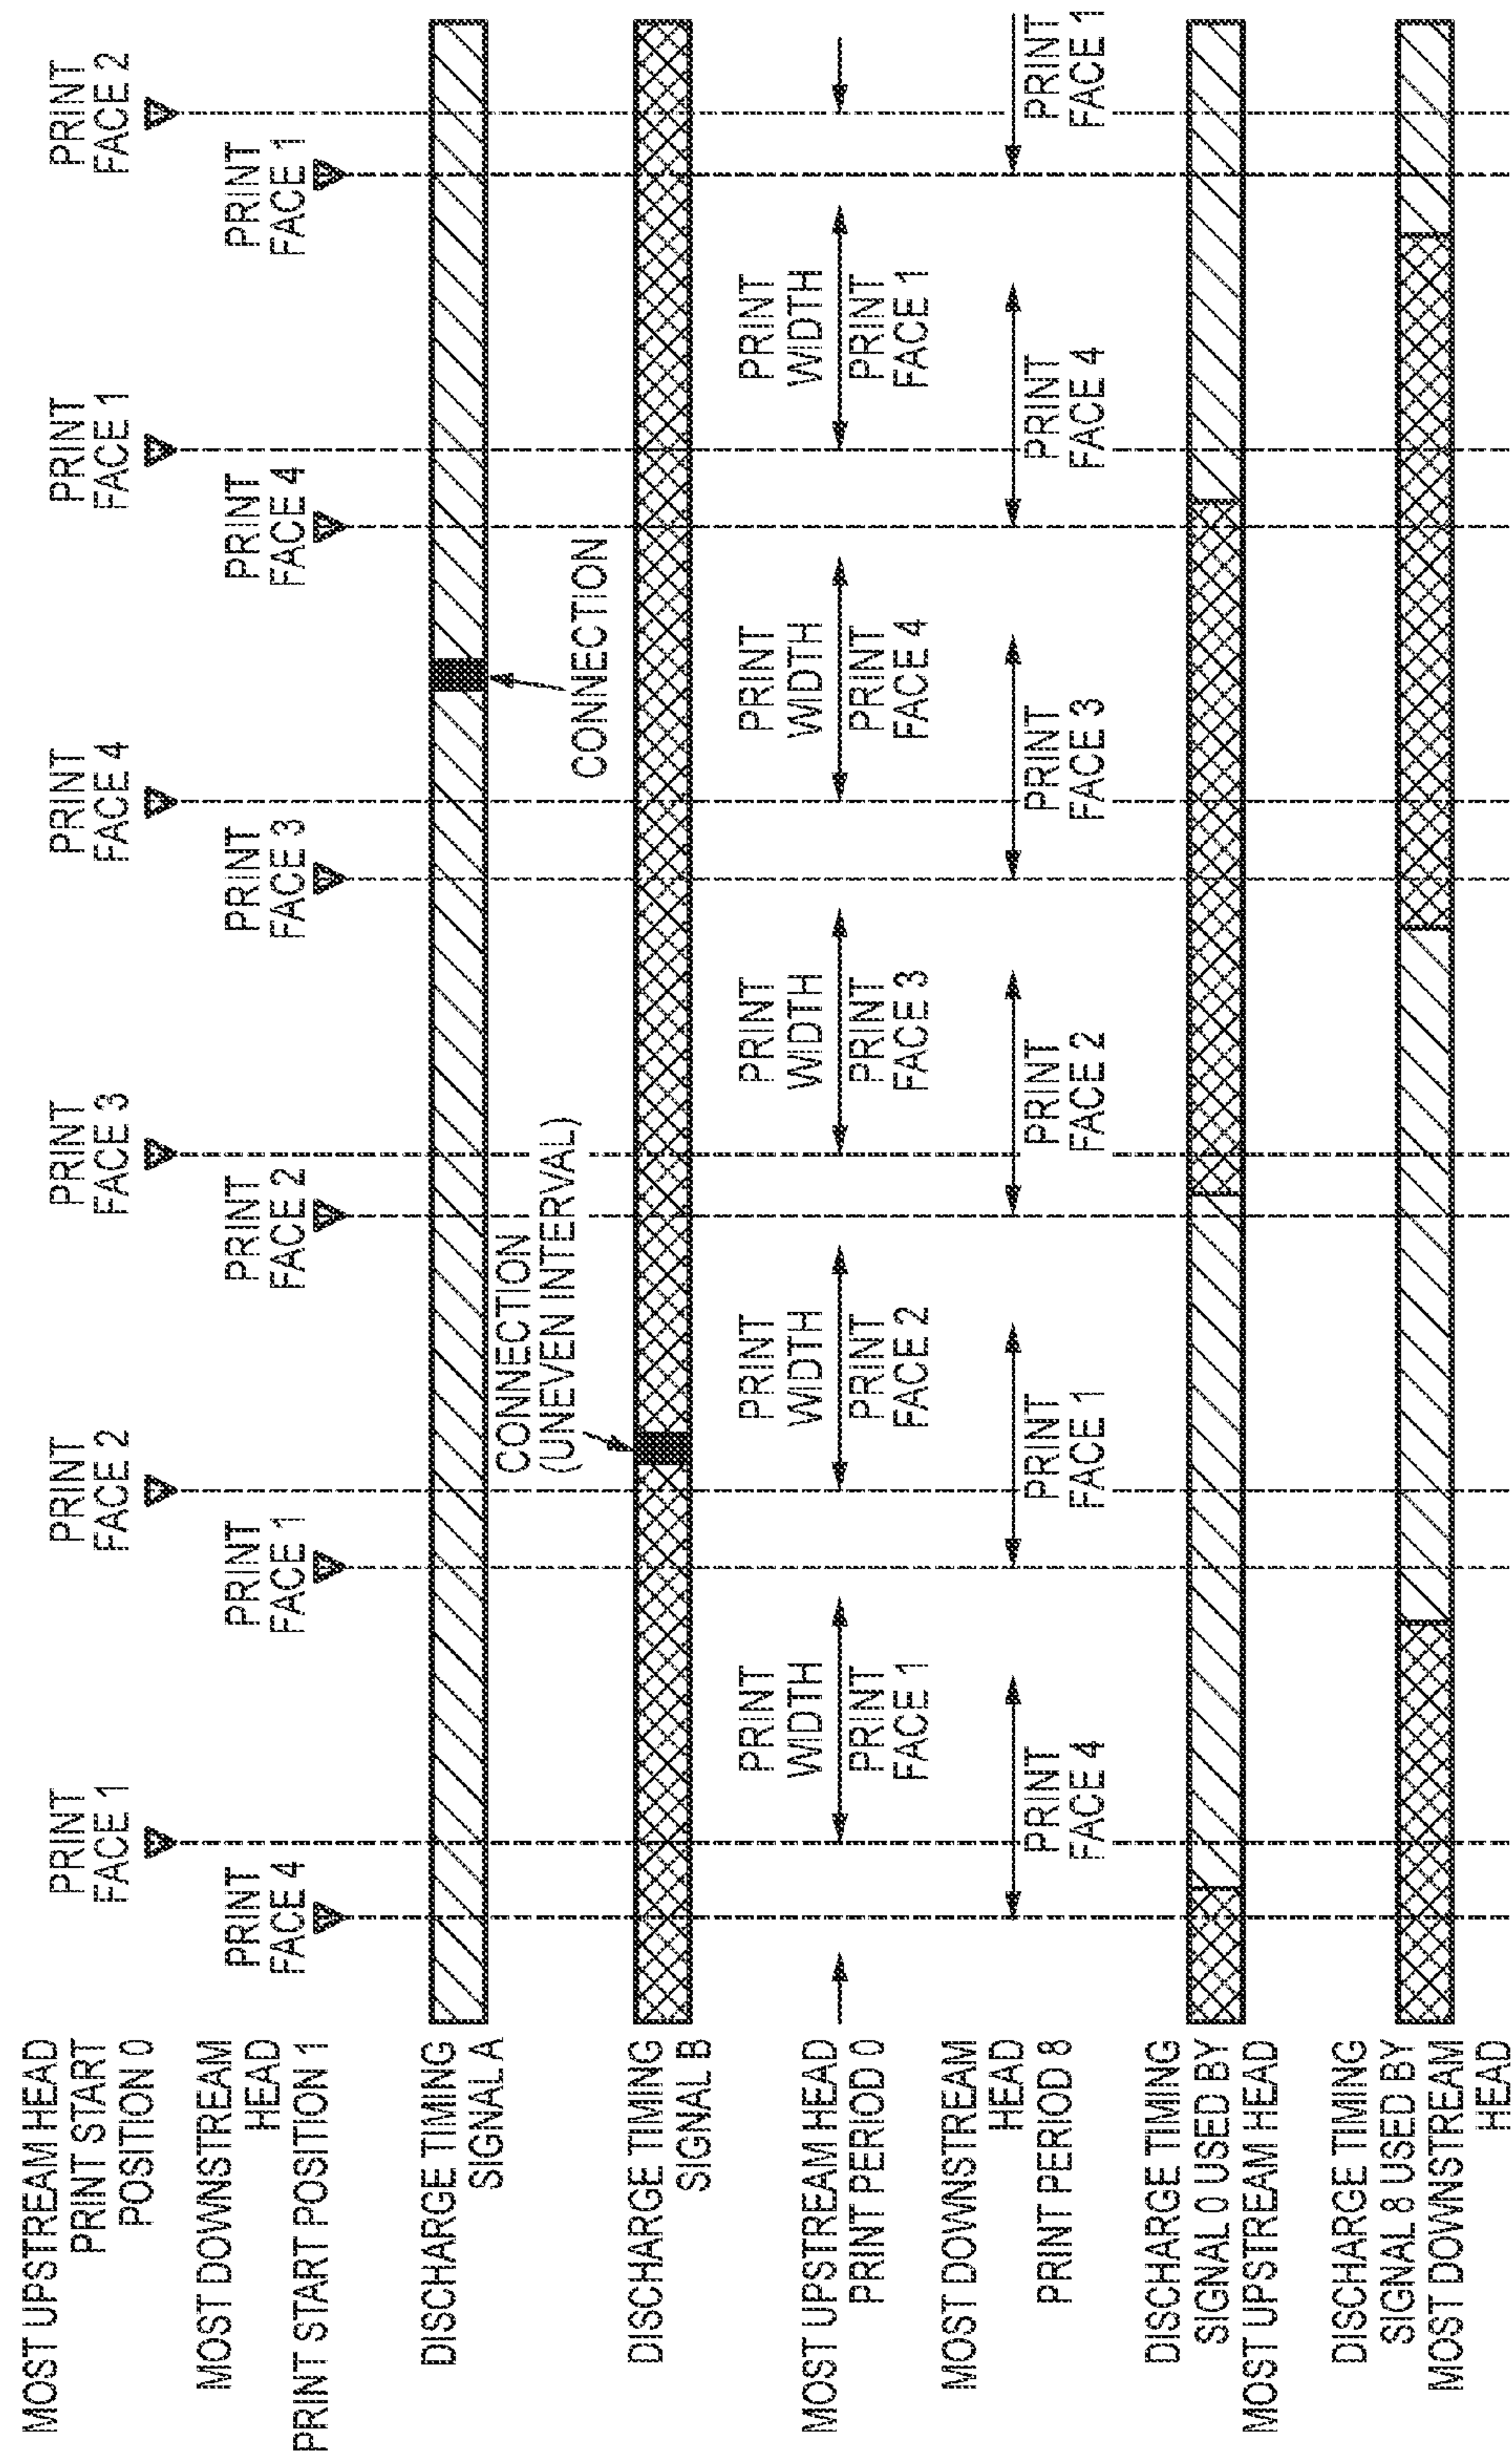 MOST UPSTREAM HEAD
PRINT START
POSITION 0
PRINT
FACE 1
PRINT
FACE 2
PRINT
FACE 3
PRINT
FACE 4
PRINT
FACE 1
PRINT
FACE 2
MOST DOWNSTREAM
HEAD
PRINT START POSITION 1
PRINT
FACE 4
PRINT
FACE 1
PRINT
FACE 2
PRINT
FACE 3
PRINT
FACE 4
PRINT
FACE 1
DISCHARGE TIMING
SIGNAL A
CONNECTION
(UNEVEN INTERVAL)
CONNECTION
DISCHARGE TIMING
SIGNAL B
MOST UPSTREAM HEAD
PRINT PERIOD 0
PRINT
WIDTH
PRINT
FACE 1
PRINT
WIDTH
PRINT
FACE 2
PRINT
WIDTH
PRINT
FACE 3
PRINT
WIDTH
PRINT
FACE 4
PRINT
WIDTH
PRINT
FACE 1
MOST DOWNSTREAM
HEAD
PRINT PERIOD 8
PRINT
FACE 4
PRINT
FACE 1
PRINT
FACE 2
PRINT
FACE 3
PRINT
FACE 4
PRINT
FACE 1
DISCHARGE TIMING
SIGNAL 0 USED BY
MOST UPSTREAM HEAD
DISCHARGE TIMING
SIGNAL 8 USED BY
MOST DOWNSTREAM
HEAD